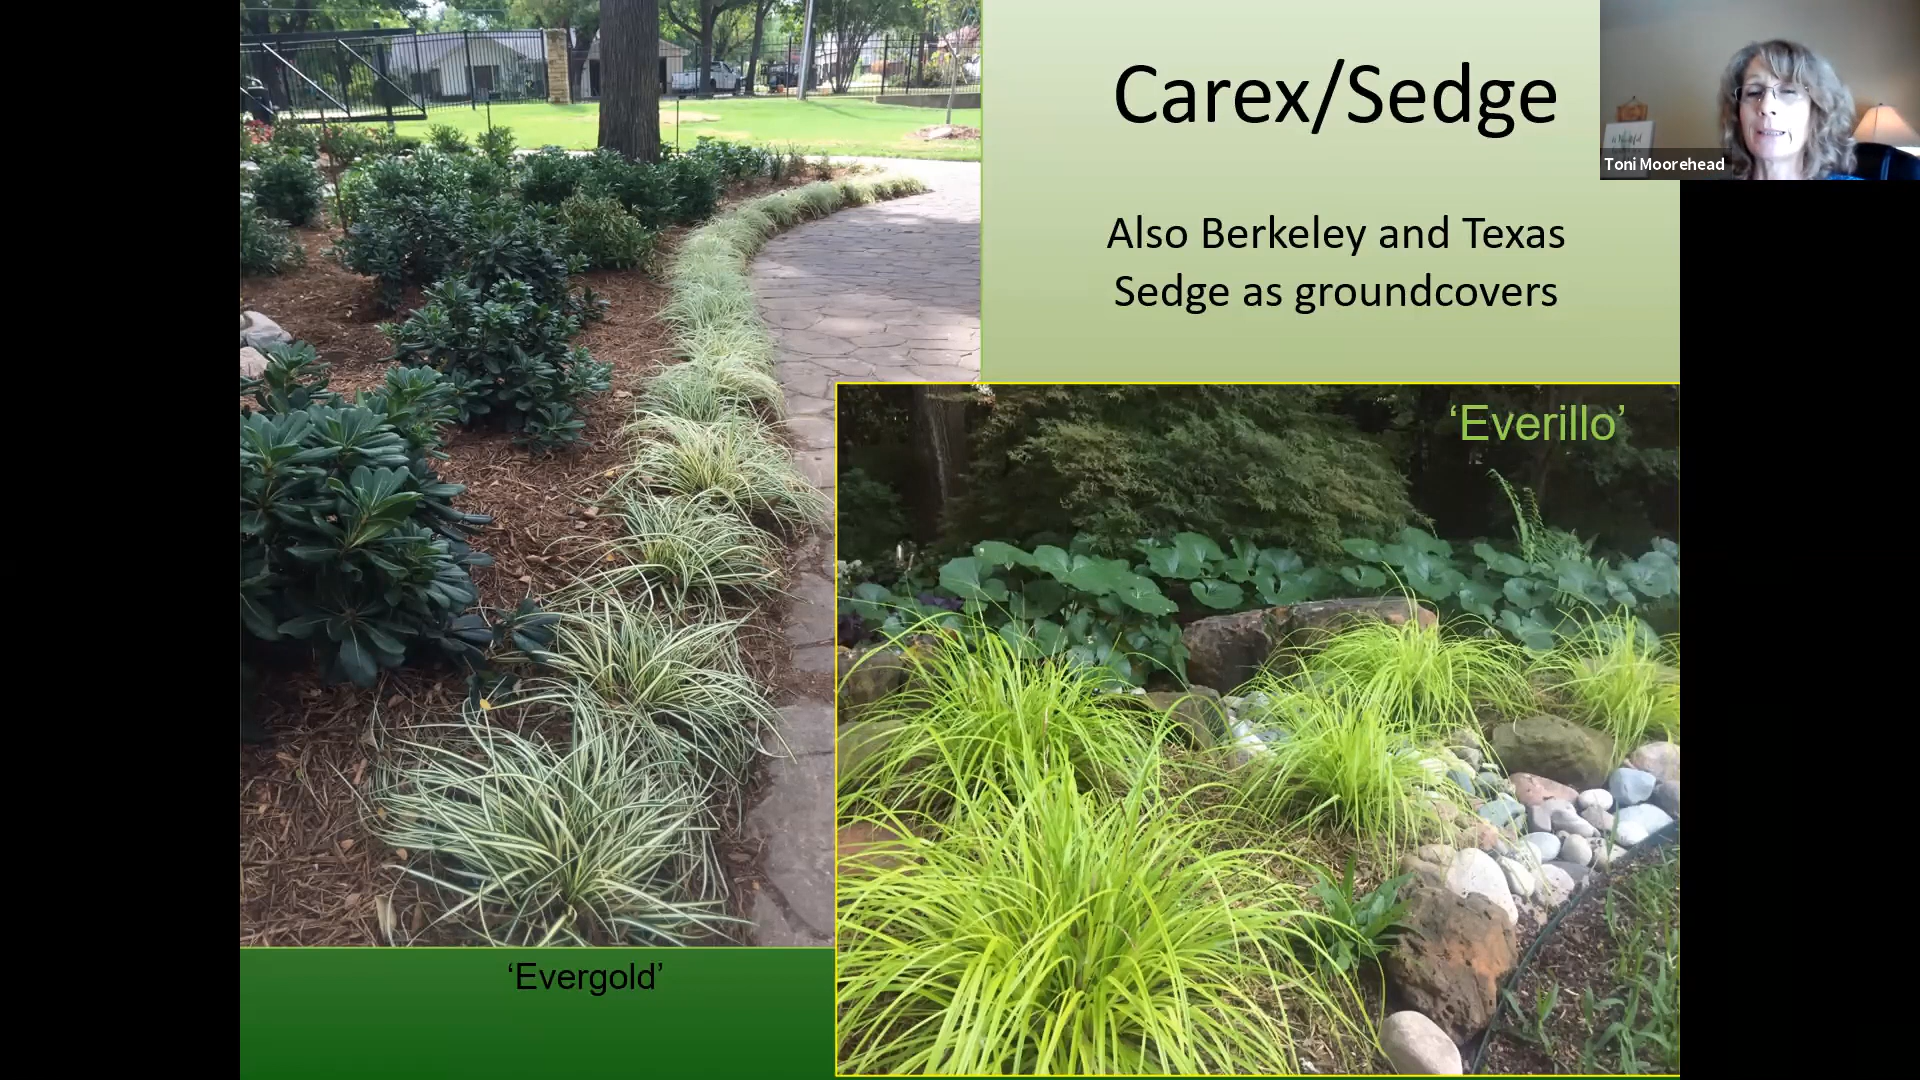 Carex/Sedge
Toni Moorehead
Also Berkeley and Texas
Sedge as groundcovers
‘Everillo’
‘Evergold’